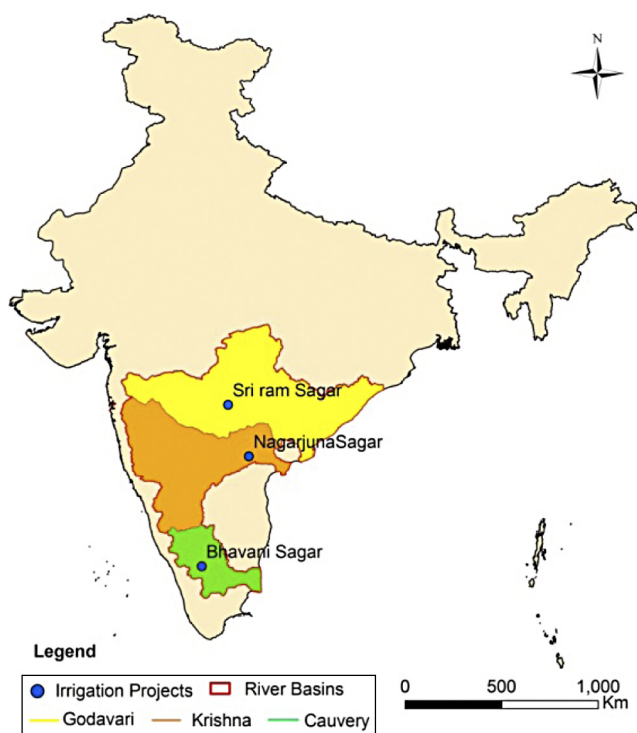 N
Sri ram Sagar
NagarjunaSagar
Bhavani Sagar
Legend
Irrigation Projects River Basins
Godavari Krishna Cauvery
0 500 1,000
Km